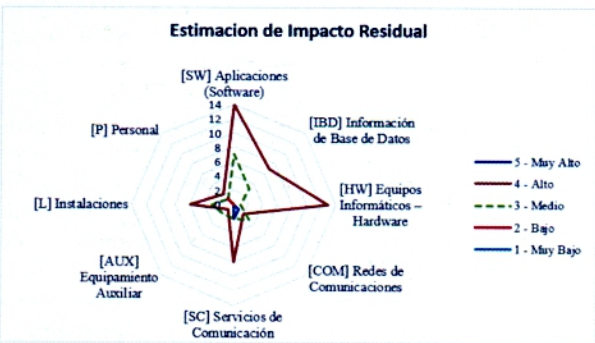 Estimacion de Impacto Residual
[SW] Aplicaciones
(Software)
[IBD] Información
de Base de Datos
[HW] Equipos
Informáticos –
Hardware
[COM] Redes de
Comunicaciones
[SC] Servicios de
Comunicación
[AUX]
Equipamiento
Auxiliar
[L] Instalaciones
[P] Personal
14
12
10
8
6
4
2
0
5 - Muy Alto
4 - Alto
3 - Medio
2 - Bajo
1 - Muy Bajo